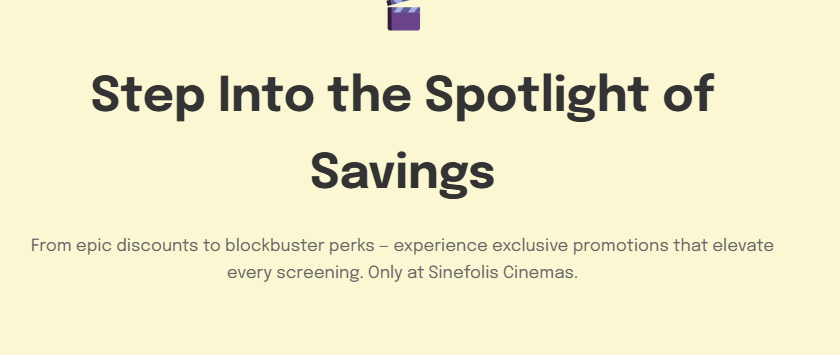 Step Into the Spotlight of
Savings
From epic discounts to blockbuster perks – experience exclusive promotions that elevate
every screening. Only at Sinefolis Cinemas.